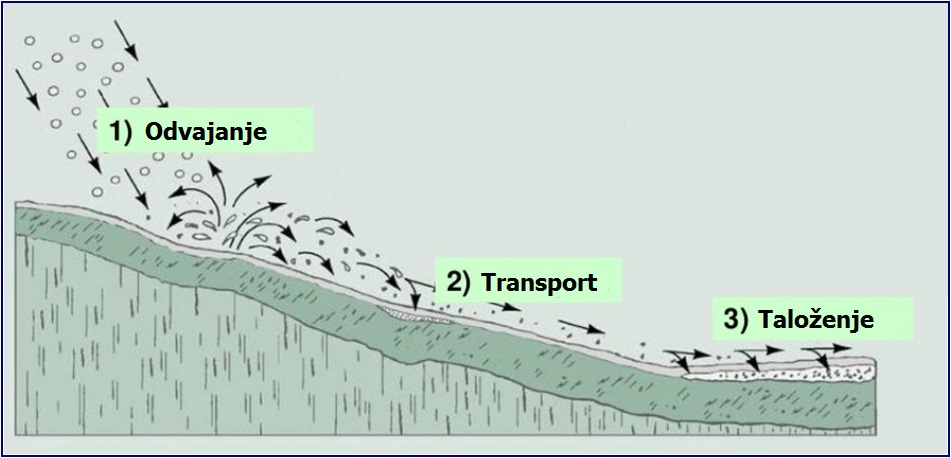 1) Odvajanje
2) Transport
3) Taloženje